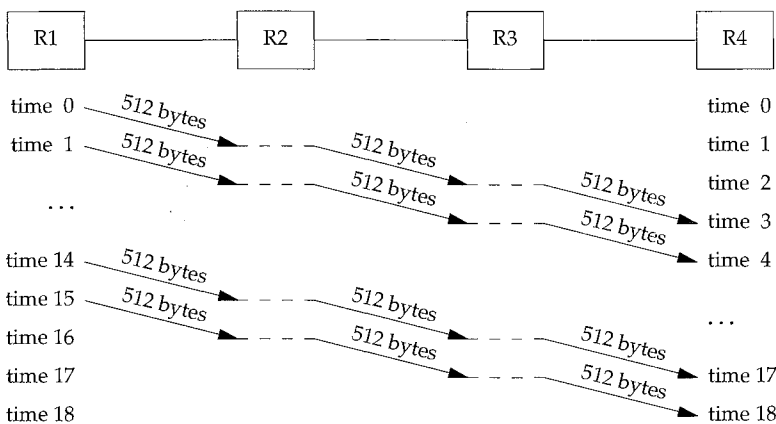 R1 R2 R3 R4
time 0 512 bytes time 0
time 1 512 bytes 512 bytes time 1
512 bytes 512 bytes time 2
... 512 bytes time 3
time 14 512 bytes time 4
time 15 512 bytes 512 bytes
time 16 512 bytes 512 bytes ...
time 17 512 bytes time 17
time 18 time 18